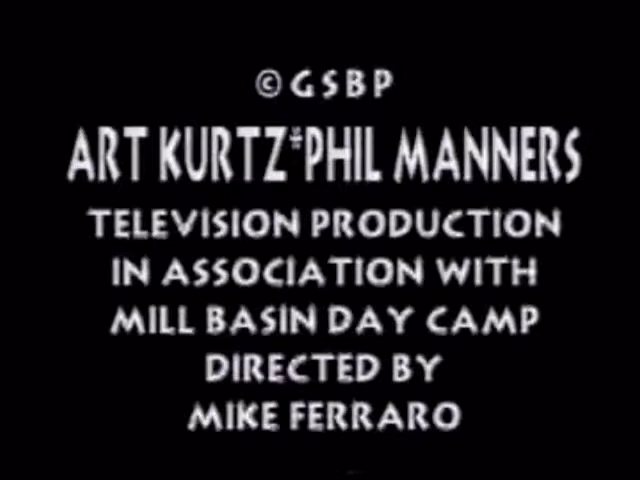 © GSBP
ART KURTZ*PHIL MANNERS
TELEVISION PRODUCTION
IN ASSOCIATION WITH
MILL BASIN DAY CAMP
DIRECTED BY
MIKE FERRARO